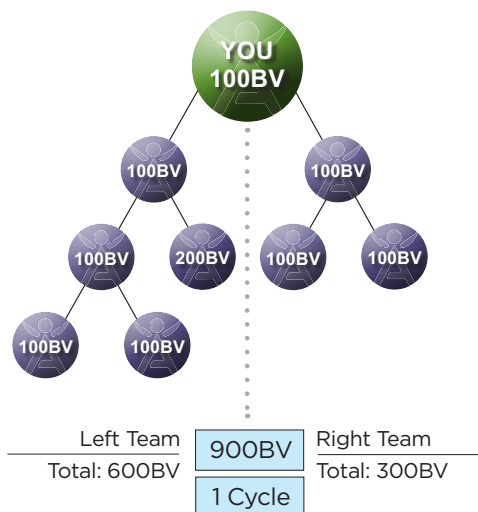 YOU
100BV
100BV
100BV
100BV
200BV
100BV
100BV
100BV
100BV
Left Team
900BV
Right Team
Total: 600BV
Total: 300BV
1 Cycle